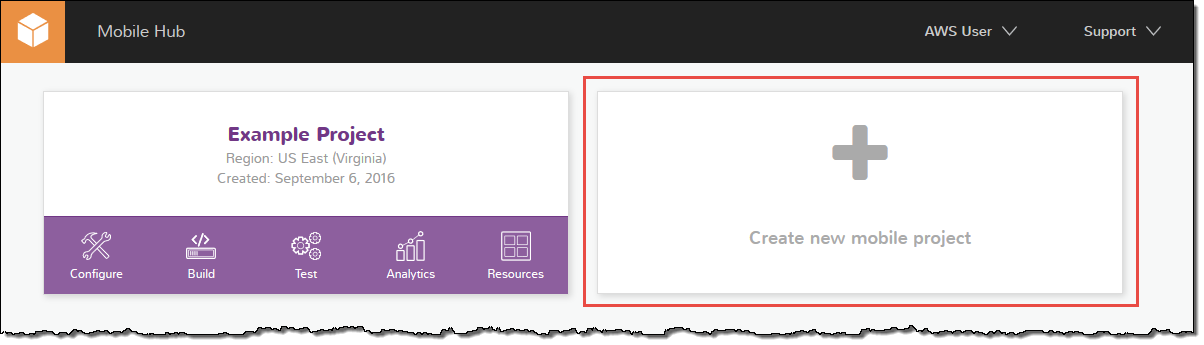 Mobile Hub
AWS User
Support
Example Project
Region: US East (Virginia)
Created: September 6, 2016
Configure
Build
Test
Analytics
Resources
Create new mobile project